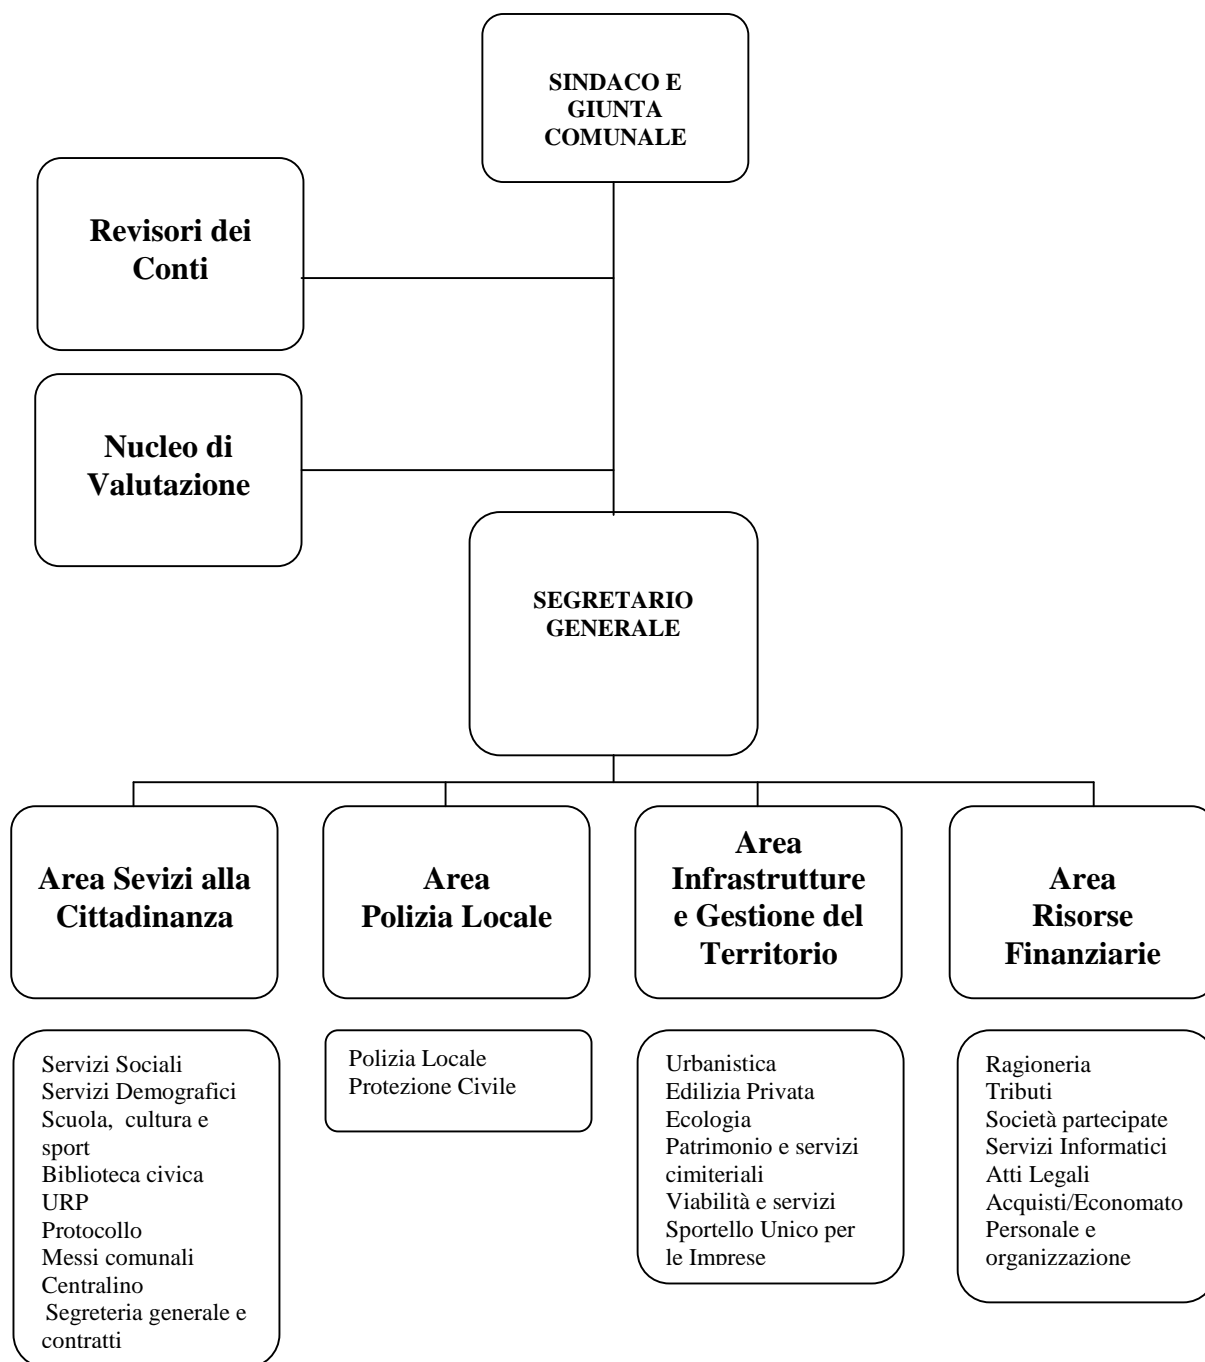 SINDACO E
GIUNTA
COMUNALE
Revisori dei
Conti
Nucleo di
Valutazione
SEGRETARIO
GENERALE
Area Sevizi alla
Cittadinanza
Area
Polizia Locale
Area
Infrastrutture
e Gestione del
Territorio
Area
Risorse
Finanziarie
Servizi Sociali
Servizi Demografici
Scuola, cultura e
sport
Biblioteca civica
URP
Protocollo
Messi comunali
Centralino
Segreteria generale e
contratti
Polizia Locale
Protezione Civile
Urbanistica
Edilizia Privata
Ecologia
Patrimonio e servizi
cimiteriali
Viabilità e servizi
Sportello Unico per
le Imprese
Ragioneria
Tributi
Società partecipate
Servizi Informatici
Atti Legali
Acquisti/Economato
Personale e
organizzazione